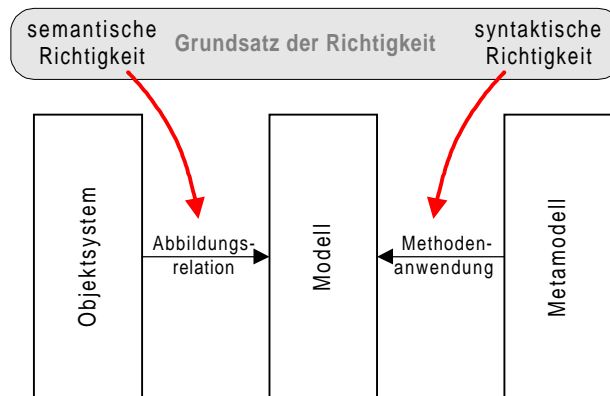 semantische
Richtigkeit
Grundsatz der Richtigkeit
syntaktische
Richtigkeit
Objektsystem
Abbildungs-
relation
Modell
Methoden-
anwendung
Metamodell